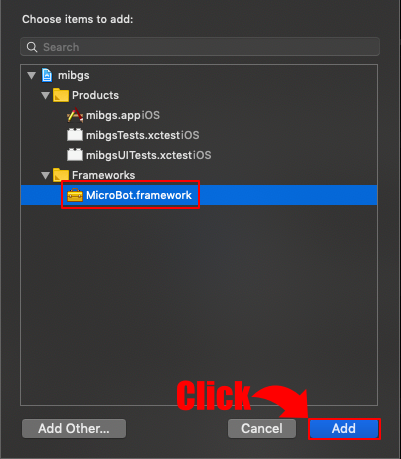 Choose items to add:
Search
mibgs
Products
mibgs.app iOS
mibgsTests.xctest iOS
mibgsUITests.xctest iOS
Frameworks
MicroBot.framework
Click
Add Other...
Cancel
Add